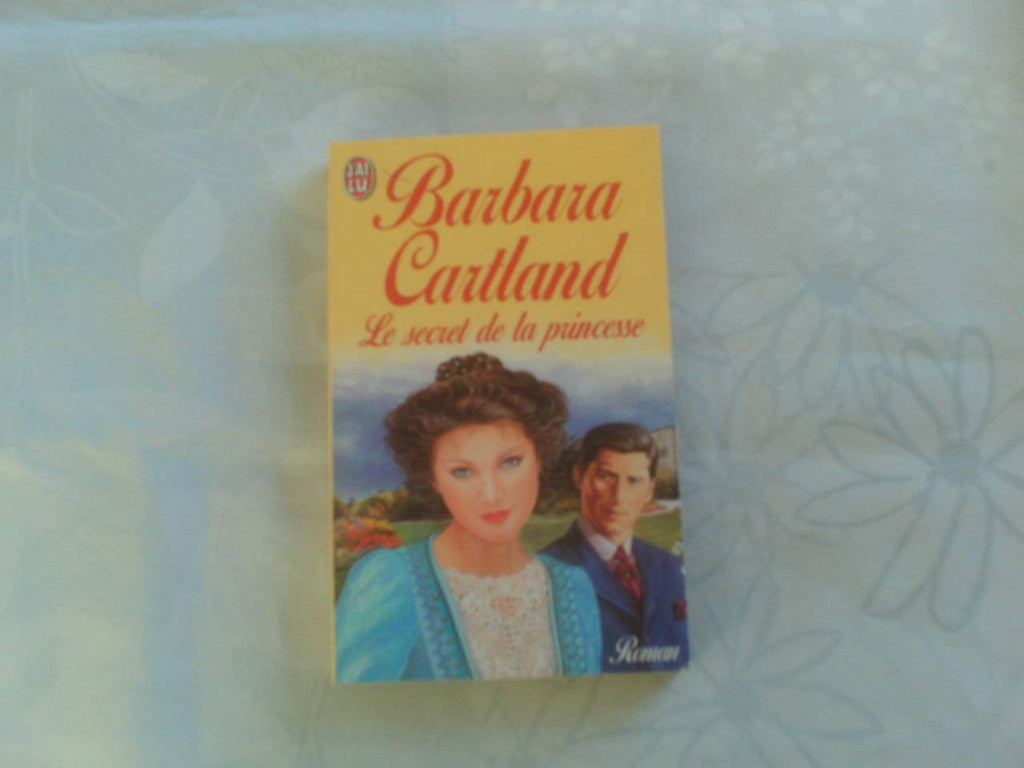 J'AI
LU
Barbara
Cartland
Le secret de la princesse
Roman